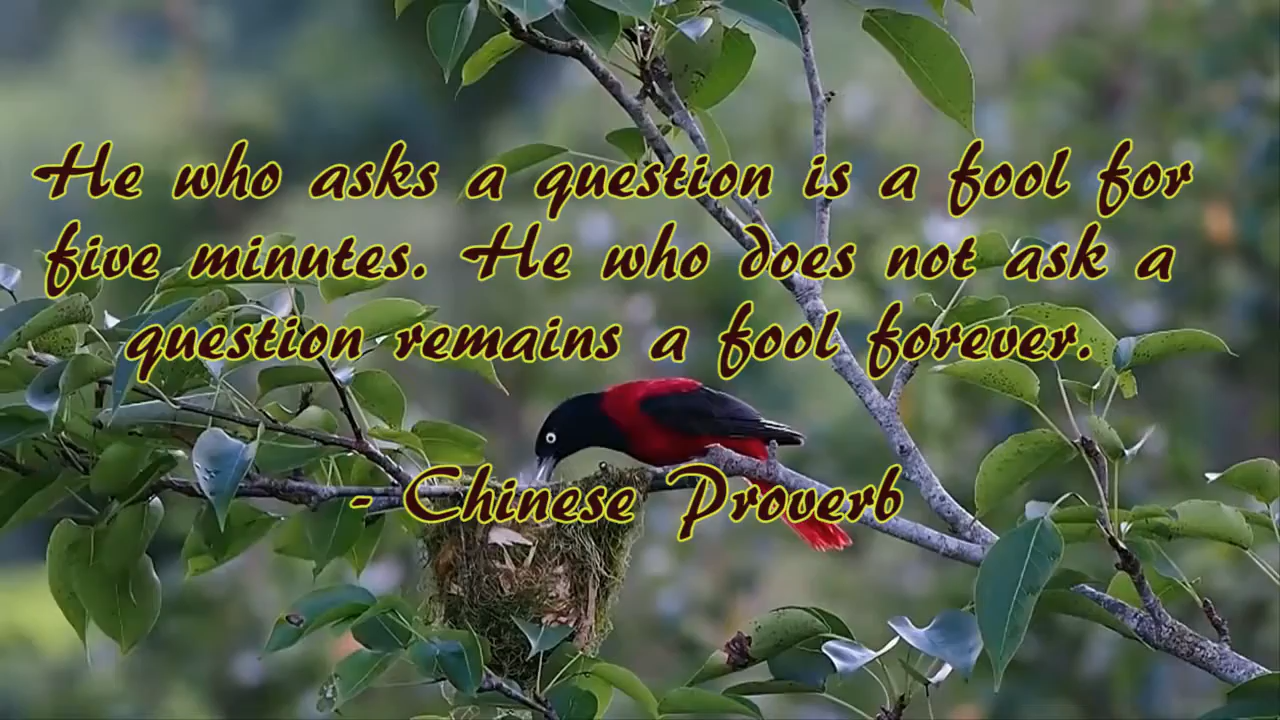 He who asks a question is a fool for
five minutes. He who does not ask a
question remains a fool forever.
- Chinese Proverb